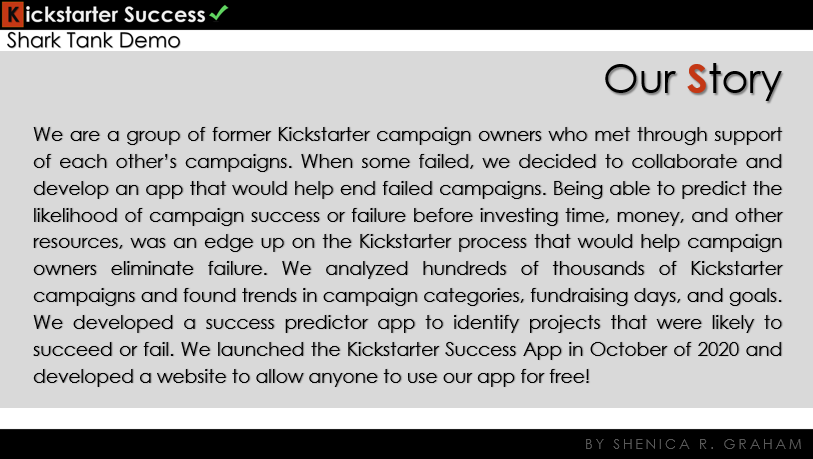 Kickstarter Success
Shark Tank Demo
Our Story
We are a group of former Kickstarter campaign owners who met through support
of each other’s campaigns. When some failed, we decided to collaborate and
develop an app that would help end failed campaigns. Being able to predict the
likelihood of campaign success or failure before investing time, money, and other
resources, was an edge up on the Kickstarter process that would help campaign
owners eliminate failure. We analyzed hundreds of thousands of Kickstarter
campaigns and found trends in campaign categories, fundraising days, and goals.
We developed a success predictor app to identify projects that were likely to
succeed or fail. We launched the Kickstarter Success App in October of 2020 and
developed a website to allow anyone to use our app for free!
BY SHENICA R. GRAHAM